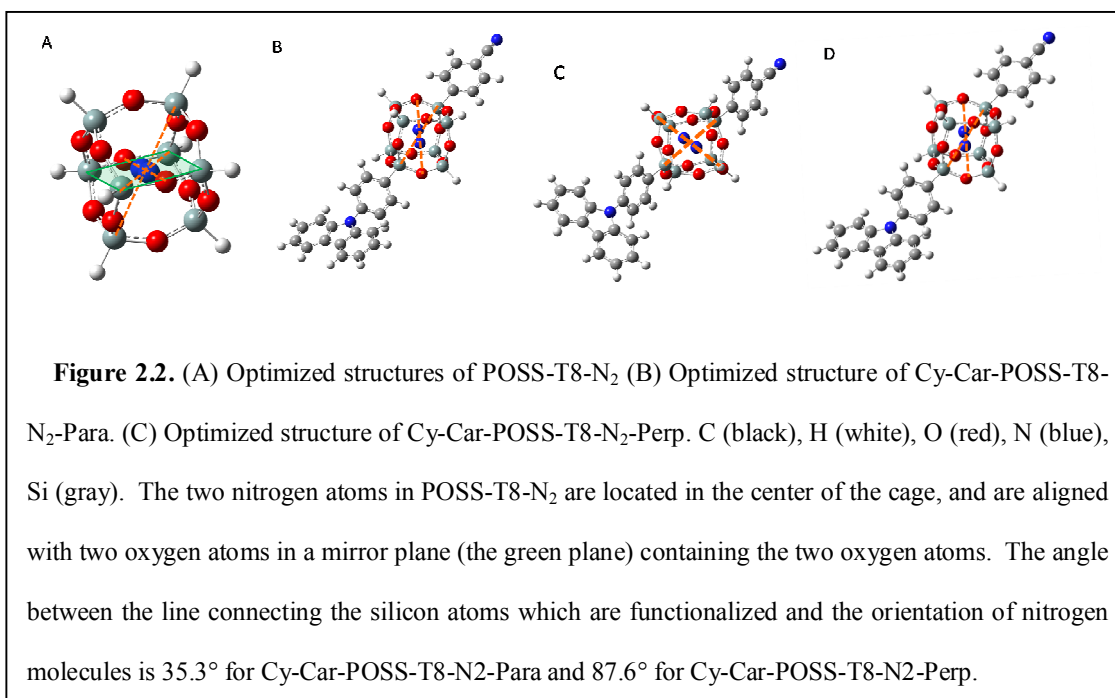 A
B
C
D
Figure 2.2. (A) Optimized structures of POSS-T8-N₂ (B) Optimized structure of Cy-Car-POSS-T8-
N₂-Para. (C) Optimized structure of Cy-Car-POSS-T8-N₂-Perp. C (black), H (white), O (red), N (blue),
Si (gray). The two nitrogen atoms in POSS-T8-N₂ are located in the center of the cage, and are aligned
with two oxygen atoms in a mirror plane (the green plane) containing the two oxygen atoms. The angle
between the line connecting the silicon atoms which are functionalized and the orientation of nitrogen
molecules is 35.3° for Cy-Car-POSS-T8-N2-Para and 87.6° for Cy-Car-POSS-T8-N2-Perp.